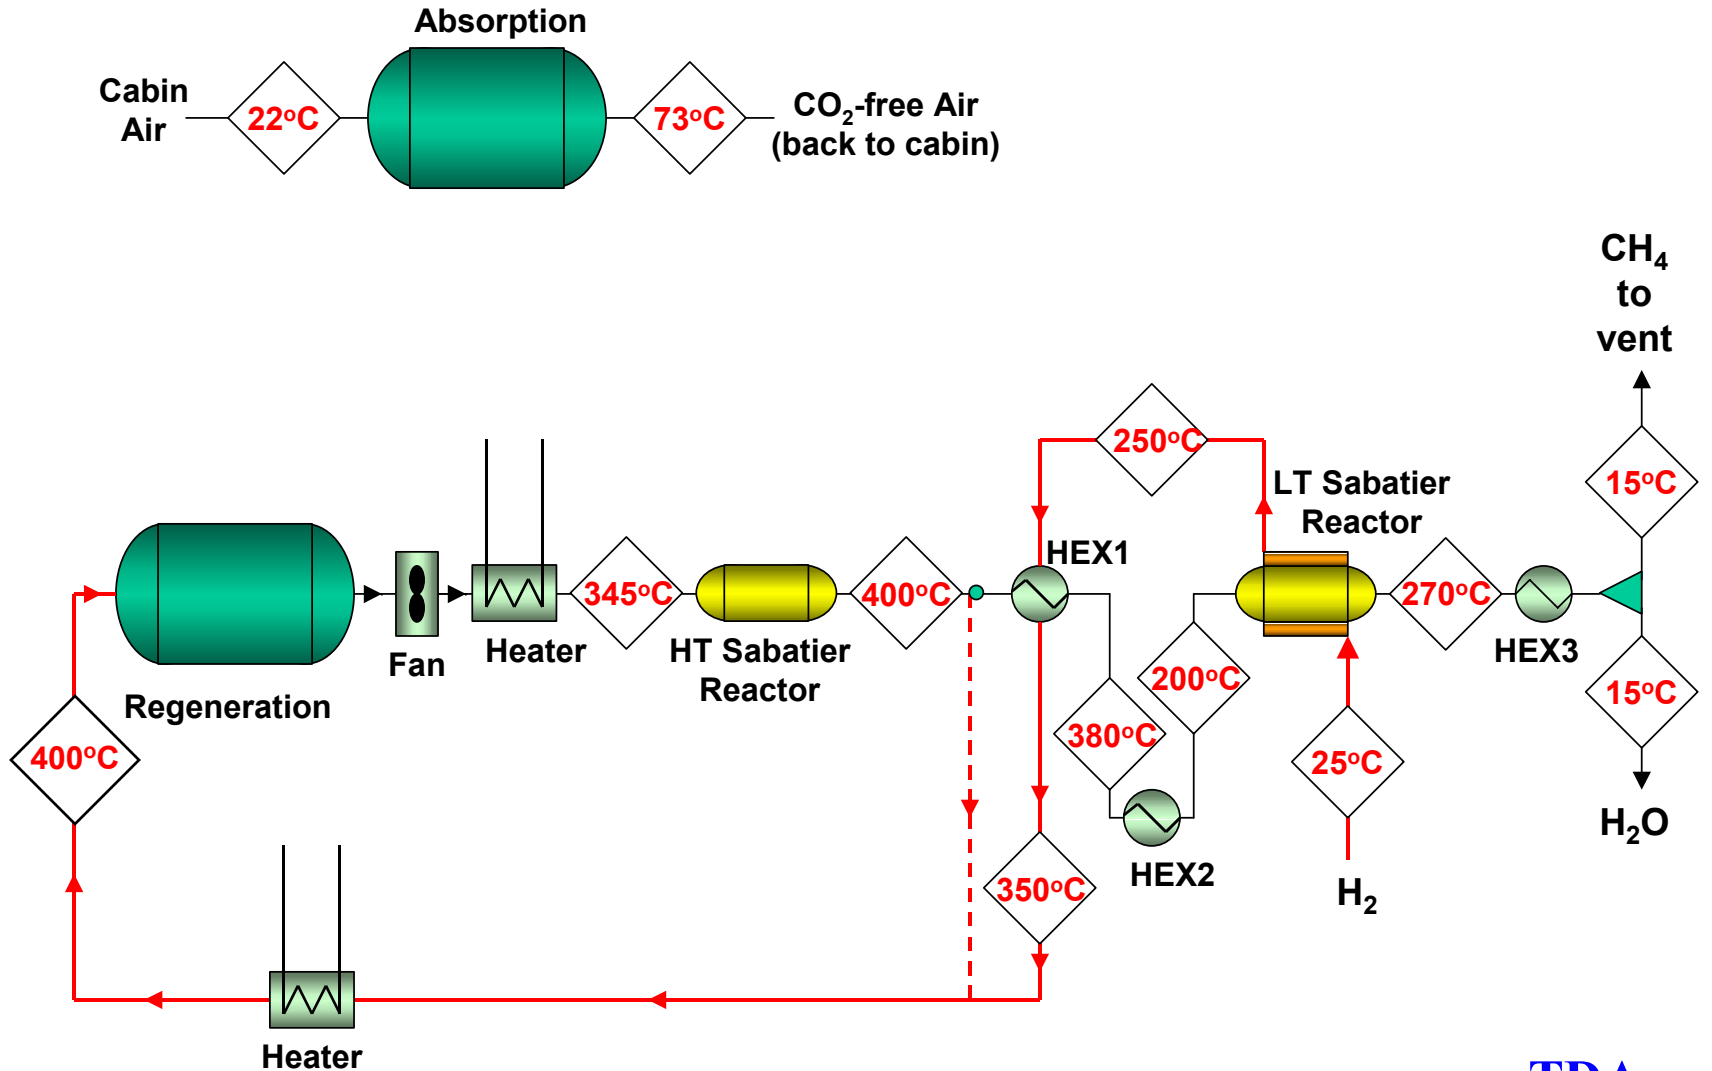 Absorption
Cabin
Air
22°C
73°C
CO₂-free Air
(back to cabin)
CH₄
to
vent
250°C
15°C
LT Sabatier
Reactor
HEX1
345°C
400°C
270°C
Fan
Heater
HT Sabatier
Reactor
HEX3
Regeneration
200°C
15°C
380°C
400°C
25°C
H₂O
HEX2
350°C
H₂
Heater